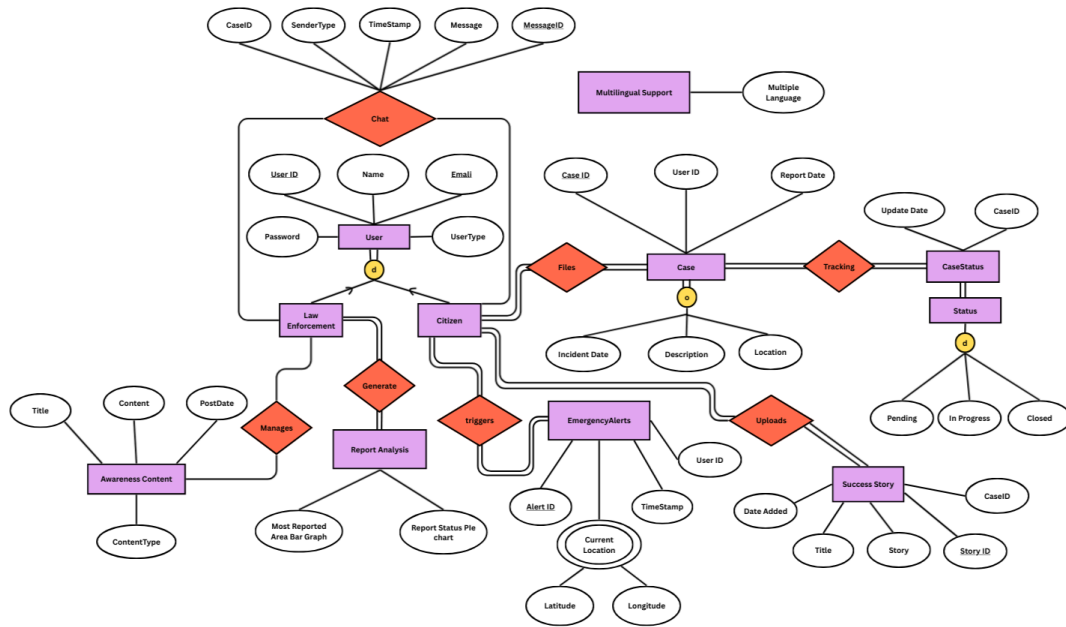 CaseID
SenderType
TimeStamp
Message
MessageID
Chat
Multilingual Support
Multiple
Language
User ID
Name
Emali
Password
User
UserType
d
Case ID
User ID
Report Date
Update Date
CaseID
Files
Case
Tracking
CaseStatus
o
Status
d
Law
Enforcement
Citizen
Incident Date
Description
Location
Pending
In Progress
Closed
Title
Content
PostDate
Manages
Generate
triggers
EmergencyAlerts
Uploads
Report Analysis
User ID
Awareness Content
Success Story
CaseID
Alert ID
TimeStamp
Date Added
Most Reported
Area Bar Graph
Report Status Pie
chart
ContentType
Current
Location
Title
Story
Story ID
Latitude
Longitude